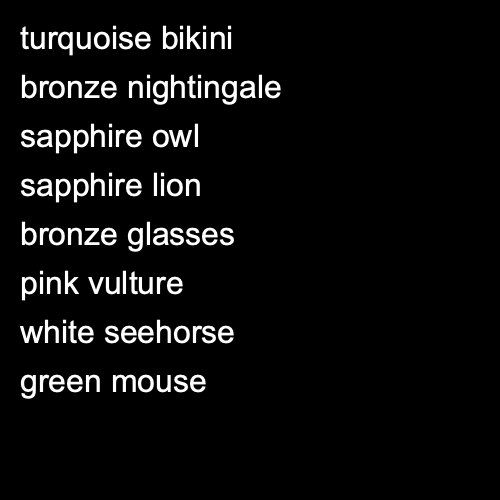 turquoise bikini
bronze nightingale
sapphire owl
sapphire lion
bronze glasses
pink vulture
white seehorse
green mouse